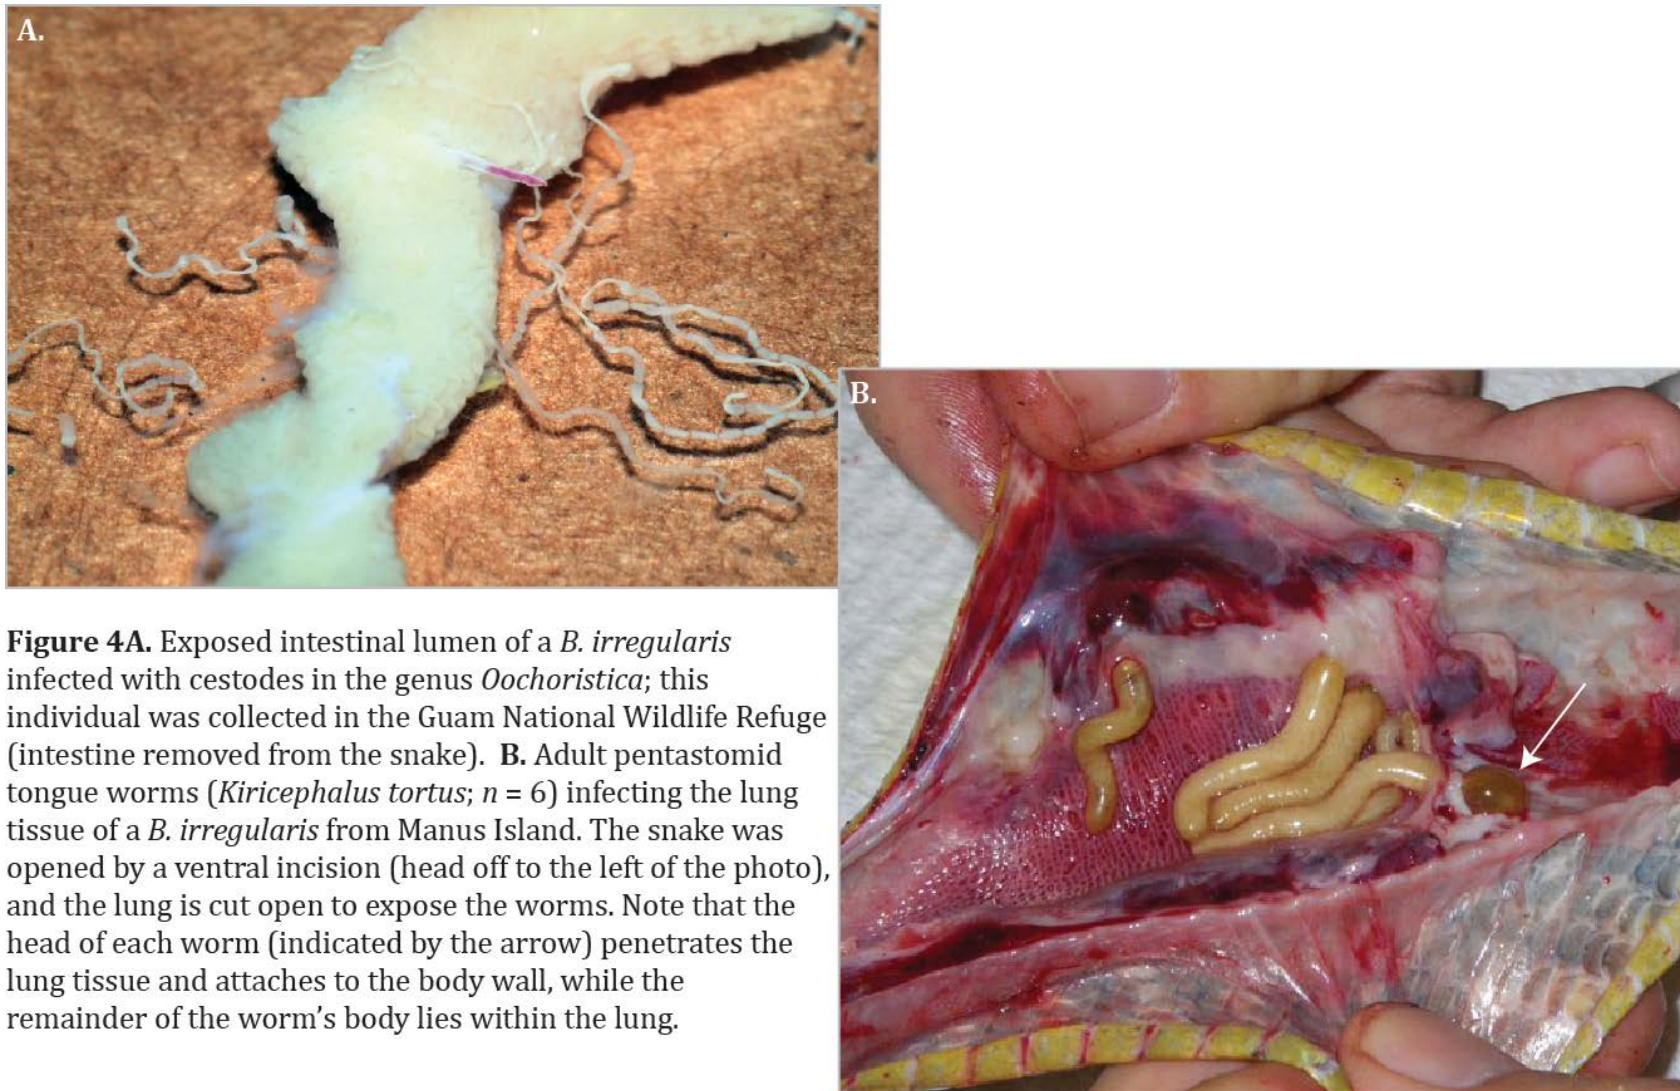 A.
B.
Figure 4A. Exposed intestinal lumen of a B. irregularis
infected with cestodes in the genus Oochoristica; this
individual was collected in the Guam National Wildlife Refuge
(intestine removed from the snake). B. Adult pentastomid
tongue worms (Kiricephalus tortus; n = 6) infecting the lung
tissue of a B. irregularis from Manus Island. The snake was
opened by a ventral incision (head off to the left of the photo),
and the lung is cut open to expose the worms. Note that the
head of each worm (indicated by the arrow) penetrates the
lung tissue and attaches to the body wall, while the
remainder of the worm's body lies within the lung.